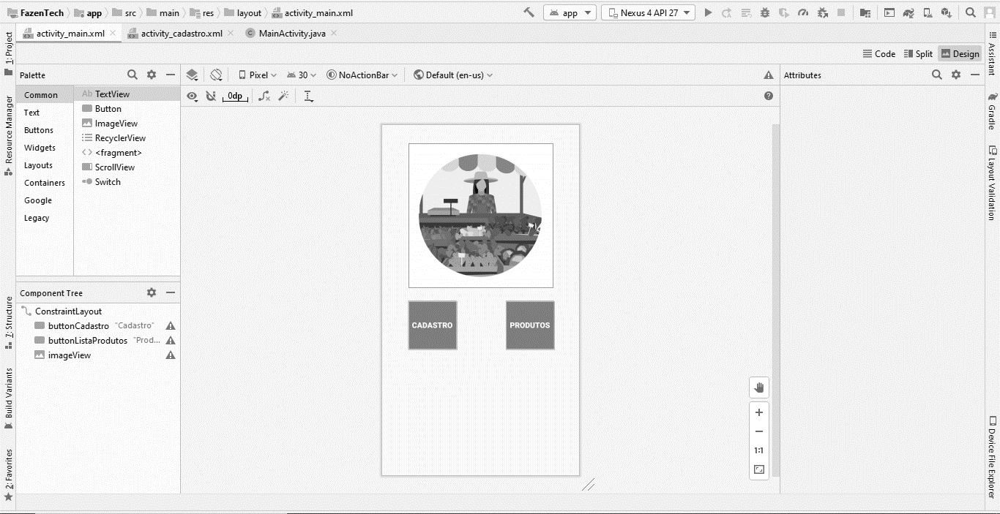 FazenTech app src main res layout activity_main.xml app Nexus 4 API 27
activity_main.xml activity_cadastro.xml MainActivity.java
Code Split Design
1: Project
Resource Manager
7: Structure
Build Variants
2: Favorites
Palette
Common
Text
Buttons
Widgets
Layouts
Containers
Google
Legacy
Ab TextView
Button
ImageView
RecyclerView
<fragment>
ScrollView
Switch
Component Tree
ConstraintLayout
buttonCadastro "Cadastro"
buttonListaProdutos "Prod...
imageView
Pixel 30 NoActionBar Default (en-us)
0dp
CADASTRO PRODUTOS
1:1
Attributes
Assistant
Gradle
Layout Validation
Device File Explorer